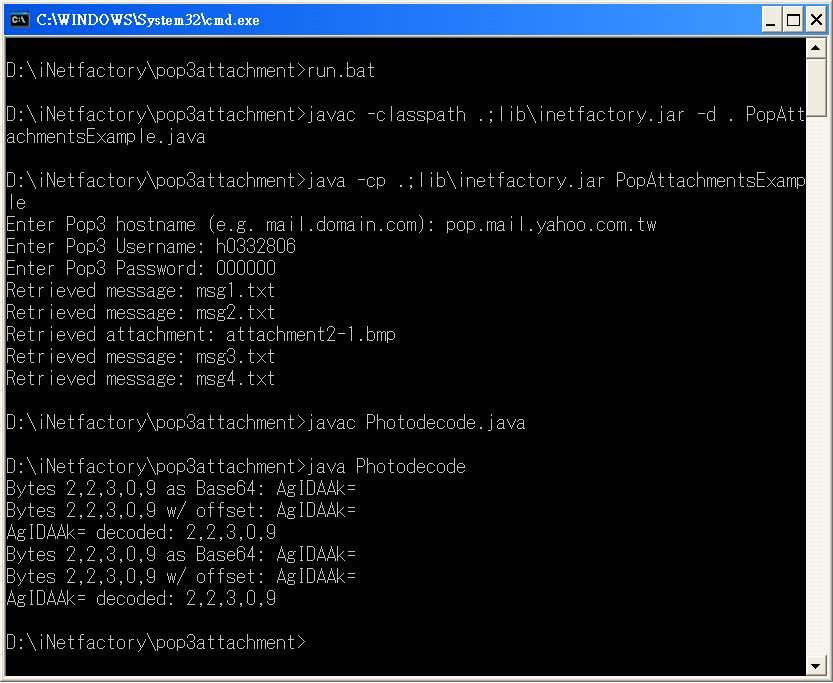 C:\WINDOWS\System32\cmd.exe
D:\iNetfactory\pop3attachment>run.bat
D:\iNetfactory\pop3attachment>javac -classpath .;lib\inetfactory.jar -d . PopAtt
achmentsExample.java
D:\iNetfactory\pop3attachment>java -cp .;lib\inetfactory.jar PopAttachmentsExamp
le
Enter Pop3 hostname (e.g. mail.domain.com): pop.mail.yahoo.com.tw
Enter Pop3 Username: h0332806
Enter Pop3 Password: 000000
Retrieved message: msg1.txt
Retrieved message: msg2.txt
Retrieved attachment: attachment2-1.bmp
Retrieved message: msg3.txt
Retrieved message: msg4.txt
D:\iNetfactory\pop3attachment>javac Photodecode.java
D:\iNetfactory\pop3attachment>java Photodecode
Bytes 2,2,3,0,9 as Base64: AgIDAAk=
Bytes 2,2,3,0,9 w/ offset: AgIDAAk=
AgIDAAk= decoded: 2,2,3,0,9
Bytes 2,2,3,0,9 as Base64: AgIDAAk=
Bytes 2,2,3,0,9 w/ offset: AgIDAAk=
AgIDAAk= decoded: 2,2,3,0,9
D:\iNetfactory\pop3attachment>